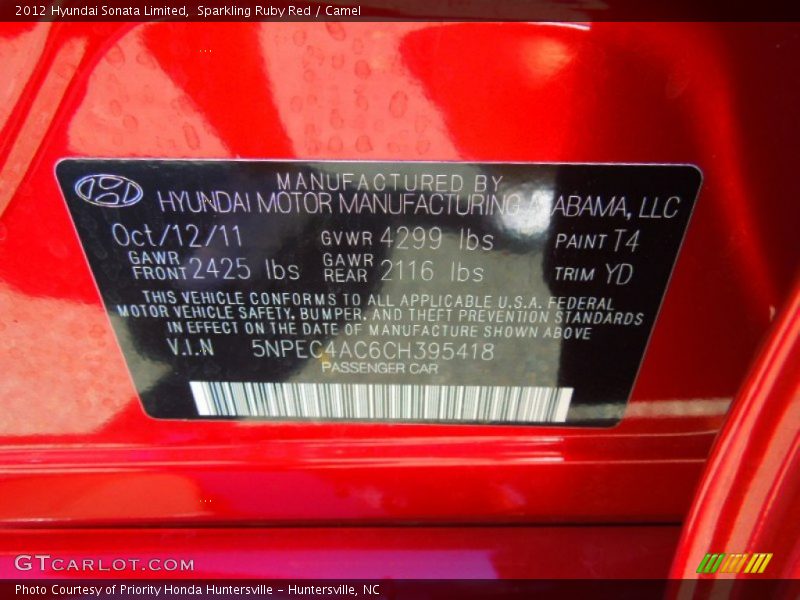 2012 Hyundai Sonata Limited, Sparkling Ruby Red / Camel
MANUFACTURED BY
HYUNDAI MOTOR MANUFACTURING ALABAMA, LLC
Oct/12/11 GVWR 4299 lbs PAINT T4
GAWR FRONT 2425 lbs GAWR REAR 2116 lbs TRIM YD
THIS VEHICLE CONFORMS TO ALL APPLICABLE U.S.A. FEDERAL
MOTOR VEHICLE SAFETY, BUMPER, AND THEFT PREVENTION STANDARDS
IN EFFECT ON THE DATE OF MANUFACTURE SHOWN ABOVE
V.I.N 5NPEC4AC6CH395418
PASSENGER CAR
GTCARLOT.COM
Photo Courtesy of Priority Honda Huntersville - Huntersville, NC